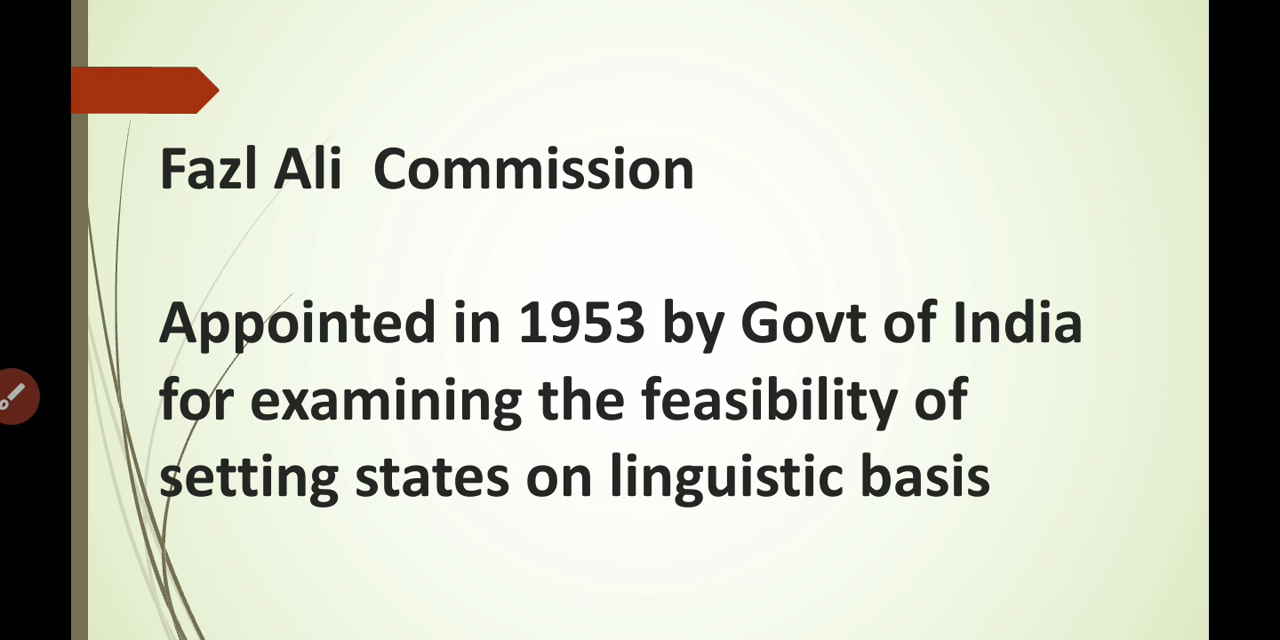 Fazl Ali  Commission
Appointed in 1953 by Govt of India
for examining the feasibility of
setting states on linguistic basis